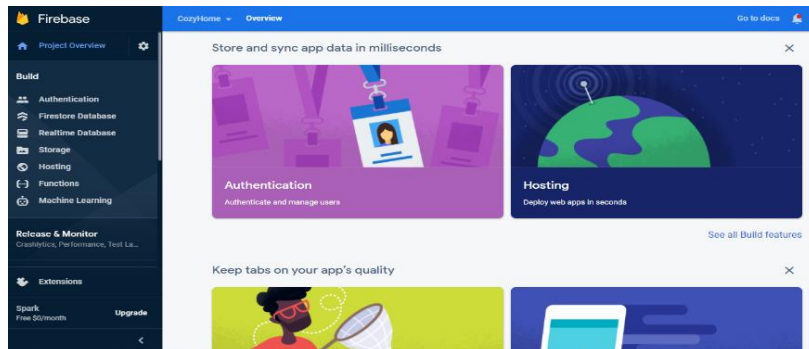 Firebase
Project Overview
Build
Authentication
Firestore Database
Realtime Database
Storage
Hosting
Functions
Machine Learning
Release & Monitor
Crashlytics, Performance, Test La...
Extensions
Spark
Free $0/month
Upgrade
CozyHome
Overview
Go to docs
Store and sync app data in milliseconds
Authentication
Authenticate and manage users
Hosting
Deploy web apps in seconds
See all Build features
Keep tabs on your app's quality